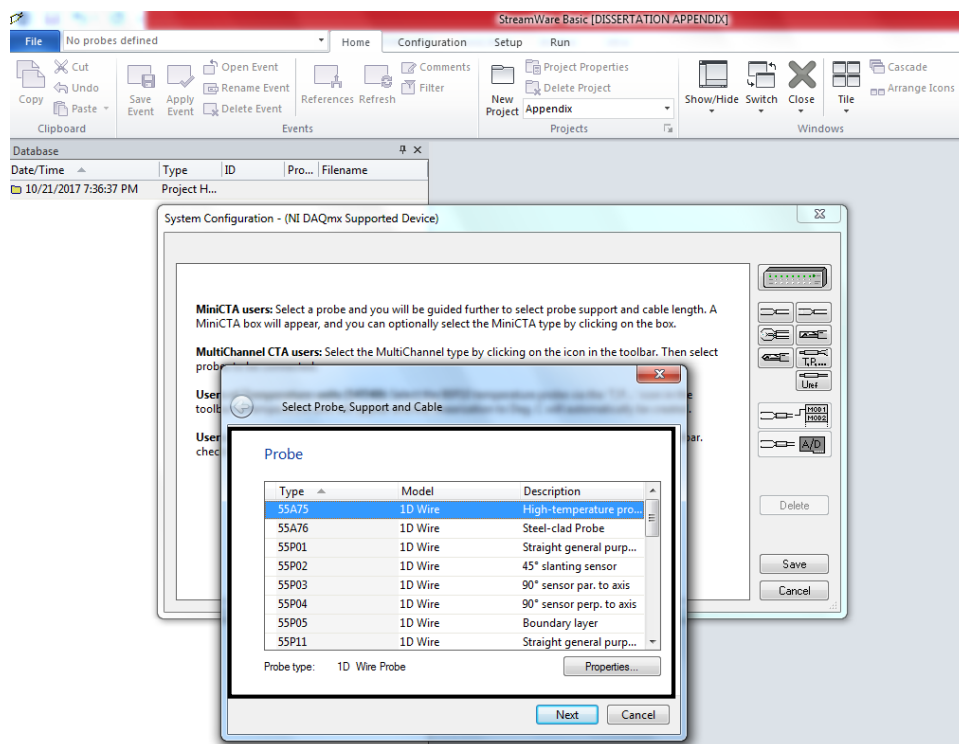 StreamWare Basic [DISSERTATION APPENDIX]
File No probes defined Home Configuration Setup Run
Cut
Undo
Copy
Paste
Clipboard
Save Event
Apply Event
Open Event
Rename Event
Delete Event
References Refresh
Comments
Filter
Events
New Project
Project Properties
Delete Project
Appendix
Projects
Show/Hide Switch Close Tile
Cascade
Arrange Icons
Windows
Database
Date/Time Type ID Pro... Filename
10/21/2017 7:36:37 PM Project H...
System Configuration - (NI DAQmx Supported Device)
MiniCTA users: Select a probe and you will be guided further to select probe support and cable length. A
MiniCTA box will appear, and you can optionally select the MiniCTA type by clicking on the box.
MultiChannel CTA users: Select the MultiChannel type by clicking on the icon in the toolbar. Then select
T,P,...
Uref
MOD1
MOD2
A/D
Delete
Save
Cancel
Select Probe, Support and Cable
Probe
Type Model Description
55A75 1D Wire High-temperature pro...
55A76 1D Wire Steel-clad Probe
55P01 1D Wire Straight general purp...
55P02 1D Wire 45° slanting sensor
55P03 1D Wire 90° sensor par. to axis
55P04 1D Wire 90° sensor perp. to axis
55P05 1D Wire Boundary layer
55P11 1D Wire Straight general purp...
Probe type: 1D Wire Probe
Properties...
Next Cancel